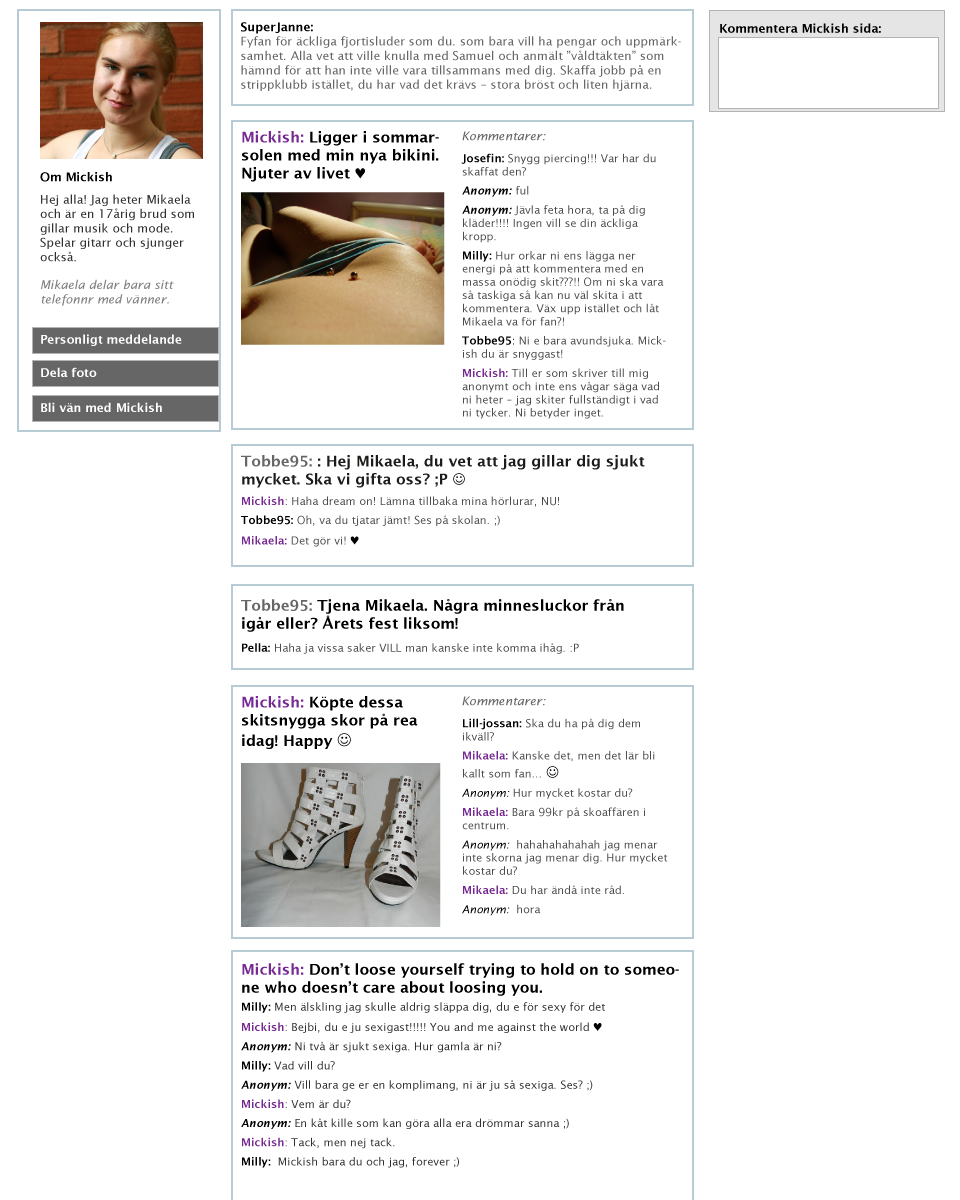 Om Mickish
Hej alla! Jag heter Mikaela
och är en 17årig brud som
gillar musik och mode.
Spelar gitarr och sjunger
också.
Mikaela delar bara sitt
telefonnr med vänner.
Personligt meddelande
Dela foto
Bli vän med Mickish
SuperJanne:
Fyfan för äckliga fjortisluder som du. som bara vill ha pengar och uppmärk-
samhet. Alla vet att ville knulla med Samuel och anmält ”våldtäkten” som
hämnd för att han inte ville vara tillsammans med dig. Skaffa jobb på en
strippklubb istället, du har vad det krävs – stora bröst och liten hjärna.
Mickish: Ligger i sommar-
solen med min nya bikini.
Njuter av livet ♥
Kommentarer:
Josefin: Snygg piercing!!! Var har du
skaffat den?
Anonym: ful
Anonym: Jävla feta hora, ta på dig
kläder!!!! Ingen vill se din äckliga
kropp.
Milly: Hur orkar ni ens lägga ner
energi på att kommentera med en
massa onödig skit???!! Om ni ska vara
så taskiga så kan nu väl skita i att
kommentera. Väx upp istället och låt
Mikaela va för fan?!
Tobbe95: Ni e bara avundsjuka. Mick-
ish du är snyggast!
Mickish: Till er som skriver till mig
anonymt och inte ens vågar säga vad
ni heter – jag skiter fullständigt i vad
ni tycker. Ni betyder inget.
Tobbe95: : Hej Mikaela, du vet att jag gillar dig sjukt
mycket. Ska vi gifta oss? ;P ☺
Mickish: Haha dream on! Lämna tillbaka mina hörlurar, NU!
Tobbe95: Oh, va du tjatar jämt! Ses på skolan. ;)
Mikaela: Det gör vi! ♥
Tobbe95: Tjena Mikaela. Några minnesluckor från
igår eller? Årets fest liksom!
Pella: Haha ja vissa saker VILL man kanske inte komma ihåg. :P
Mickish: Köpte dessa
skitsnygga skor på rea
idag! Happy ☺
Kommentarer:
Lill-jossan: Ska du ha på dig dem
ikväll?
Mikaela: Kanske det, men det lär bli
kallt som fan... ☺
Anonym: Hur mycket kostar du?
Mikaela: Bara 99kr på skoaffären i
centrum.
Anonym: hahahahahahah jag menar
inte skorna jag menar dig. Hur mycket
kostar du?
Mikaela: Du har ändå inte råd.
Anonym: hora
Mickish: Don’t loose yourself trying to hold on to someo-
ne who doesn’t care about loosing you.
Milly: Men älskling jag skulle aldrig släppa dig, du e för sexy för det
Mickish: Bejbi, du e ju sexigast!!!!! You and me against the world ♥
Anonym: Ni två är sjukt sexiga. Hur gamla är ni?
Milly: Vad vill du?
Anonym: Vill bara ge er en komplimang, ni är ju så sexiga. Ses? ;)
Mickish: Vem är du?
Anonym: En kåt kille som kan göra alla era drömmar sanna ;)
Mickish: Tack, men nej tack.
Milly: Mickish bara du och jag, forever ;)
Kommentera Mickish sida: